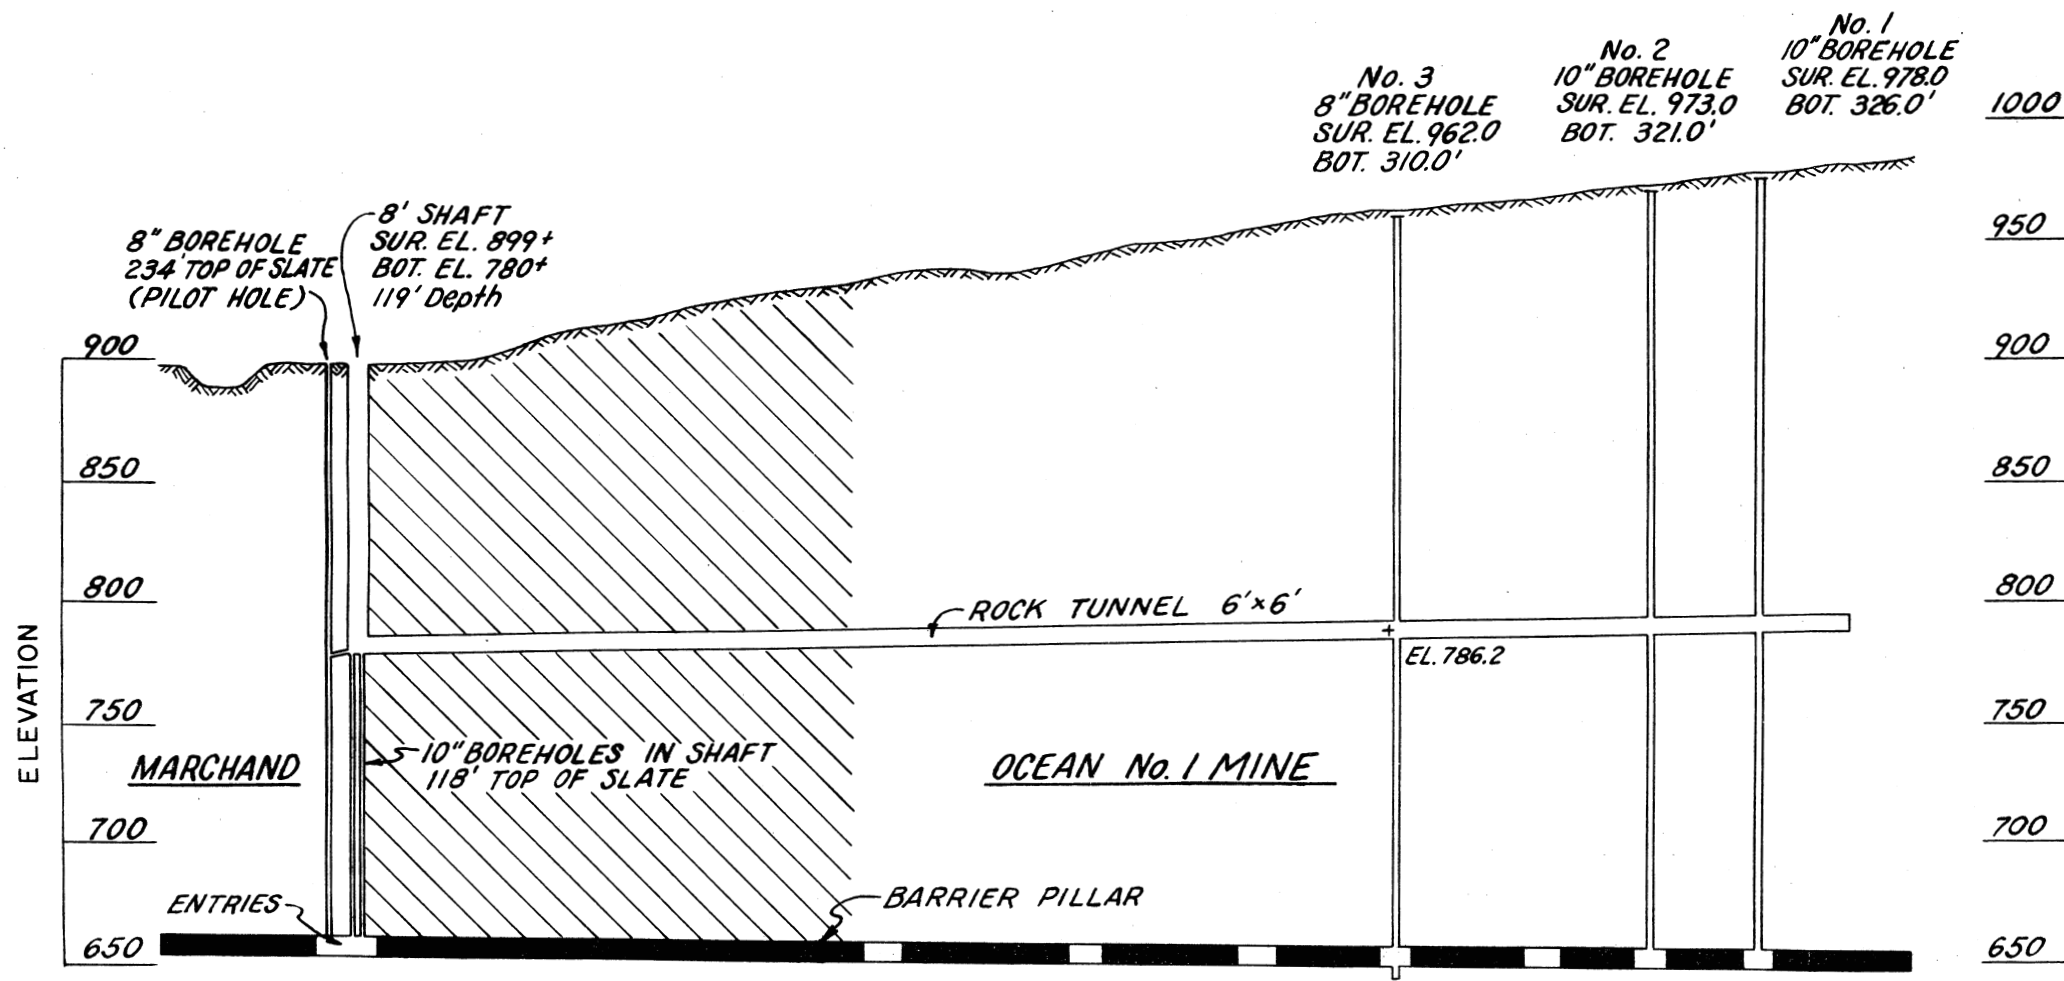 No. 1
10" BOREHOLE
SUR. EL. 978.0
BOT. 326.0'
No. 2
10" BOREHOLE
SUR. EL. 973.0
BOT. 321.0'
No. 3
8" BOREHOLE
SUR. EL. 962.0
BOT. 310.0'
8' SHAFT
SUR. EL. 899+
BOT. EL. 780+
119' Depth
8" BOREHOLE
234' TOP OF SLATE
(PILOT HOLE)
900
850
800
750
700
650
ELEVATION
1000
950
900
850
800
750
700
650
ROCK TUNNEL 6'x6'
EL. 786.2
MARCHAND
10" BOREHOLES IN SHAFT
118' TOP OF SLATE
OCEAN No. 1 MINE
ENTRIES
BARRIER PILLAR